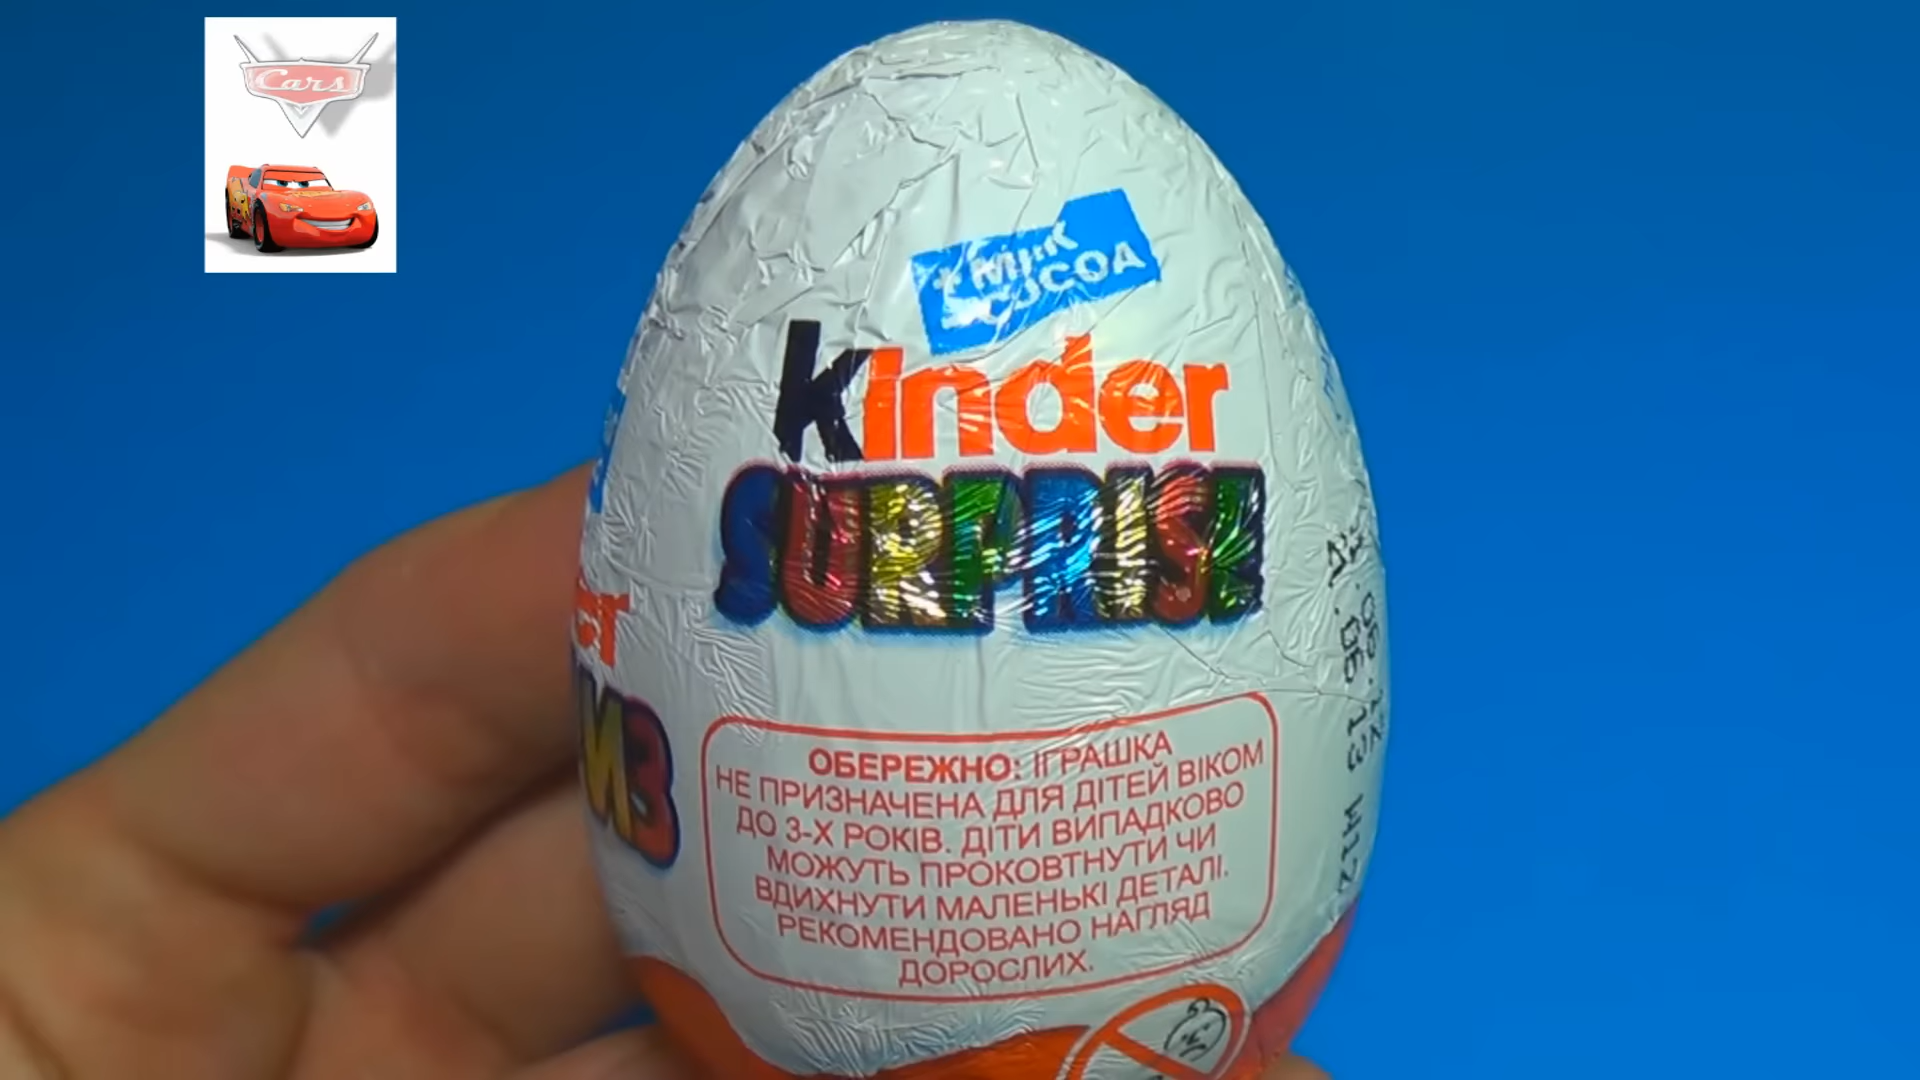 Cars
+ MILK
COCOA
kinder
SURPRISE
ОБЕРЕЖНО: ІГРАШКА
НЕ ПРИЗНАЧЕНА ДЛЯ ДІТЕЙ ВІКОМ
ДО 3-Х РОКІВ. ДІТИ ВИПАДКОВО
МОЖУТЬ ПРОКОВТНУТИ ЧИ
ВДИХНУТИ МАЛЕНЬКІ ДЕТАЛІ.
РЕКОМЕНДОВАНО НАГЛЯД
ДОРОСЛИХ.